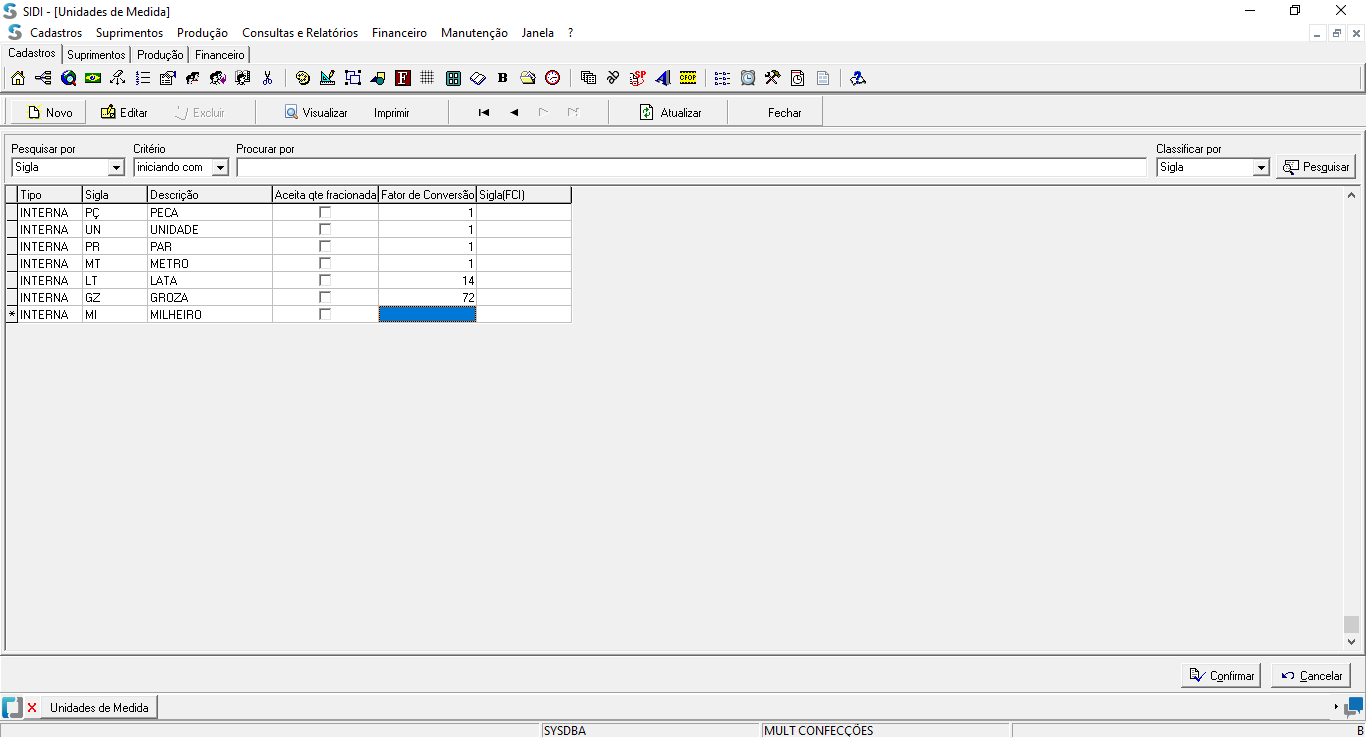 SIDI - [Unidades de Medida]
Cadastros Suprimentos Produção Consultas e Relatórios Financeiro Manutenção Janela ?
Cadastros Suprimentos Produção Financeiro
F B SP CFOP
Novo Editar Excluir Visualizar Imprimir Atualizar Fechar
Pesquisar por Critério Procurar por Classificar por
Sigla iniciando com Sigla Pesquisar
Tipo Sigla Descrição Aceita qte fracionada Fator de Conversão Sigla(FCI)
INTERNA PÇ PECA 1
INTERNA UN UNIDADE 1
INTERNA PR PAR 1
INTERNA MT METRO 1
INTERNA LT LATA 14
INTERNA GZ GROZA 72
* INTERNA MI MILHEIRO
Confirmar Cancelar
Unidades de Medida
SYSDBA MULT CONFECÇÕES B